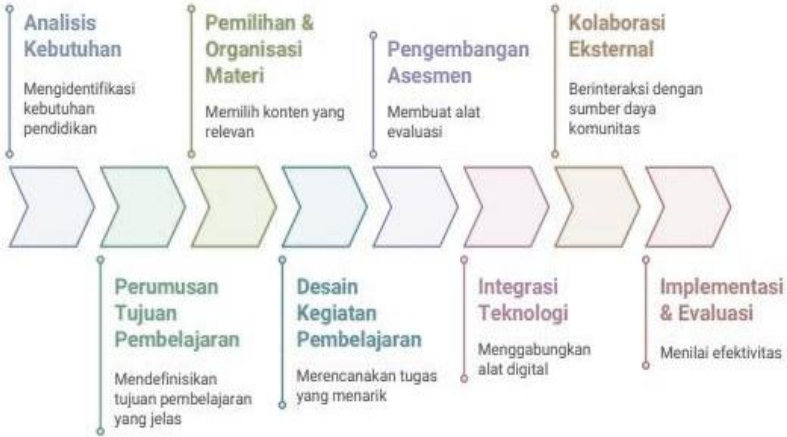 Analisis
Kebutuhan
Mengidentifikasi
kebutuhan
pendidikan
Perumusan
Tujuan
Pembelajaran
Mendefinisikan
tujuan pembelajaran
yang jelas
Pemilihan &
Organisasi
Materi
Memilih konten yang
relevan
Desain
Kegiatan
Pembelajaran
Merencanakan tugas
yang menarik
Pengembangan
Asesmen
Membuat alat
evaluasi
Integrasi
Teknologi
Menggabungkan
alat digital
Kolaborasi
Eksternal
Berinteraksi dengan
sumber daya
komunitas
Implementasi
& Evaluasi
Menilai efektivitas